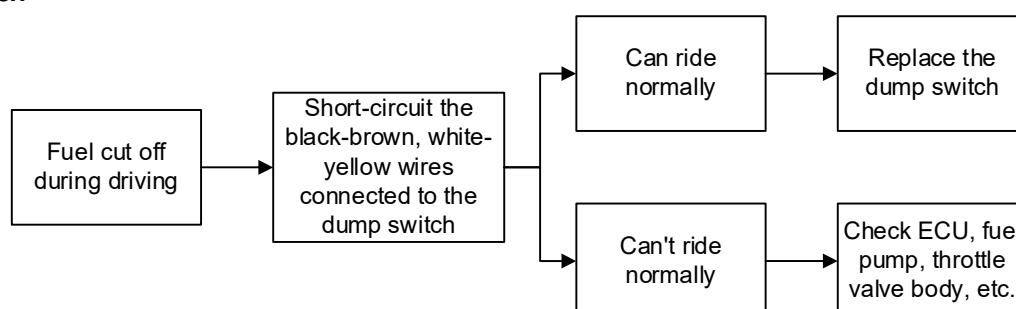 Can ride
normally
Replace the
dump switch
Fuel cut off
during driving
Short-circuit the
black-brown, white-
yellow wires
connected to the
dump switch
Can't ride
normally
Check ECU, fuel
pump, throttle
valve body, etc.